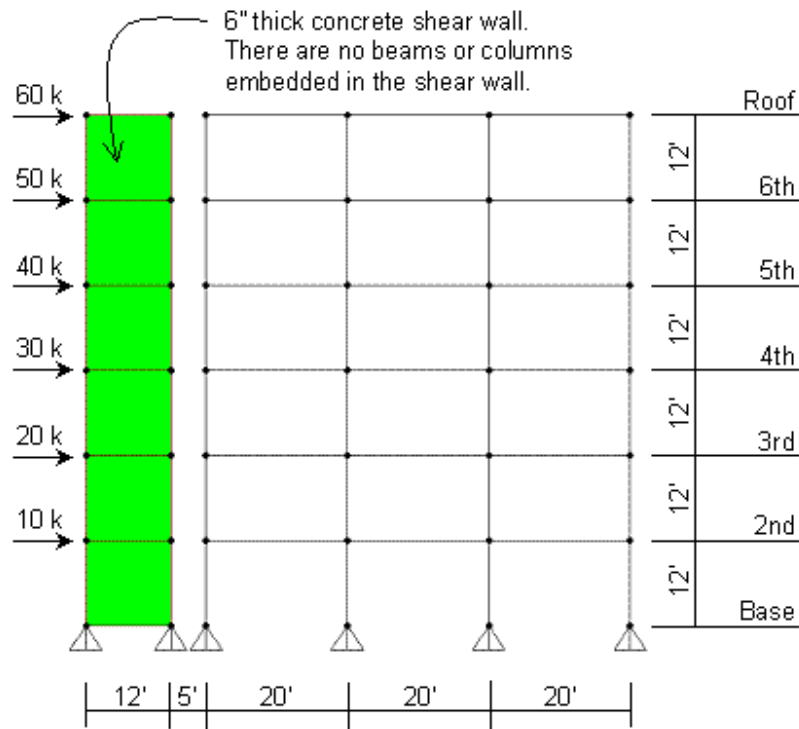 6" thick concrete shear wall.
There are no beams or columns
embedded in the shear wall.
60 k
Roof
12'
50 k
6th
12'
40 k
5th
12'
30 k
4th
12'
20 k
3rd
12'
10 k
2nd
12'
Base
12'
5'
20'
20'
20'